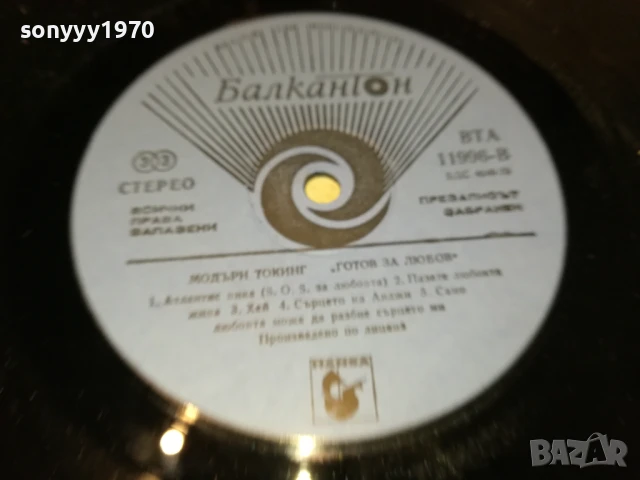 sonyyy1970
Балкантон
33
СТЕРЕО
ВТА
11996-В
ВСИЧКИ
ПРАВА
ЗАПАЗЕНИ
ПРЕЗАПИСЪТ
ЗАБРАНЕН
МОДЪРН ТОКИНГ „ГОТОВ ЗА ЛЮБОВ“
1. Атлантис вика (S. O. S. за любовта) 2. Пазете любовта
жива 3. Хей 4. Сърцето на Анджи 5. Само
любовта може да разбие сърцето ми
Произведено по лиценз
BAZAR